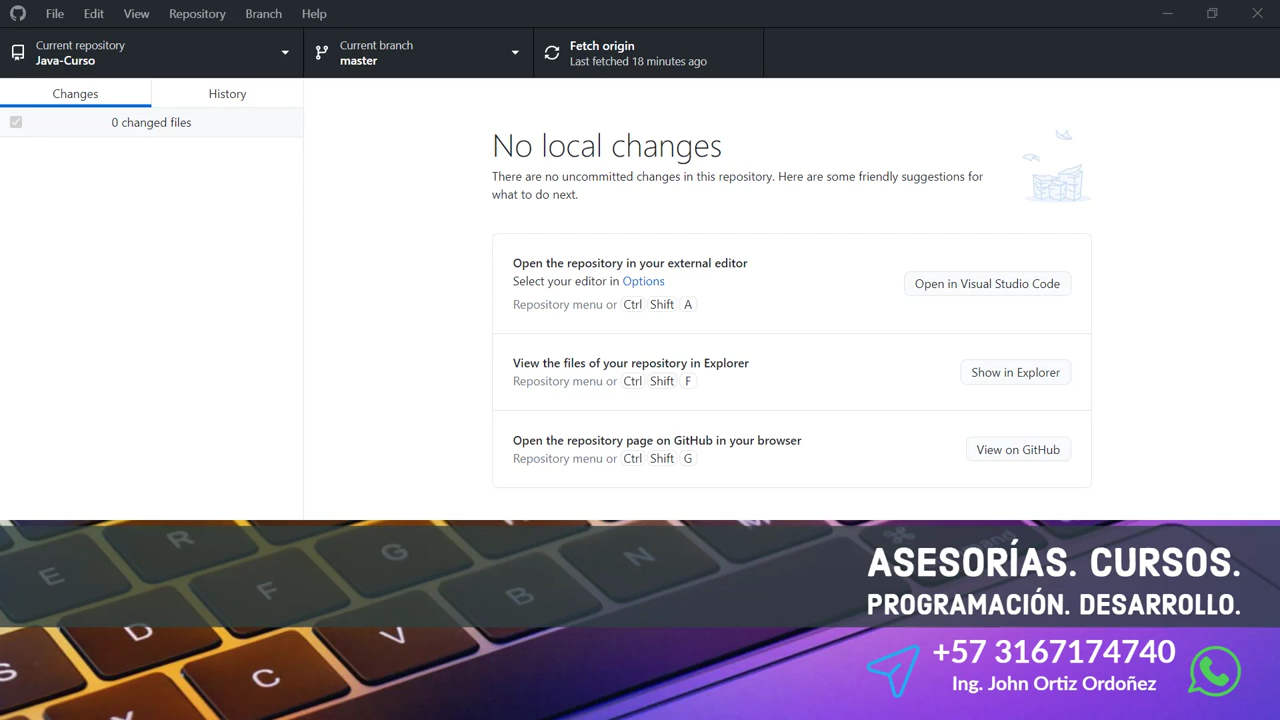 File Edit View Repository Branch Help
Current repository
Java-Curso
Current branch
master
Fetch origin
Last fetched 18 minutes ago
Changes
History
0 changed files
No local changes
There are no uncommitted changes in this repository. Here are some friendly suggestions for
what to do next.
Open the repository in your external editor
Select your editor in Options
Repository menu or Ctrl Shift A
Open in Visual Studio Code
View the files of your repository in Explorer
Repository menu or Ctrl Shift F
Show in Explorer
Open the repository page on GitHub in your browser
Repository menu or Ctrl Shift G
View on GitHub
E R G N M
F B
D V
S C
ASESORÍAS. CURSOS.
PROGRAMACIÓN. DESARROLLO.
+57 3167174740
Ing. John Ortiz Ordoñez